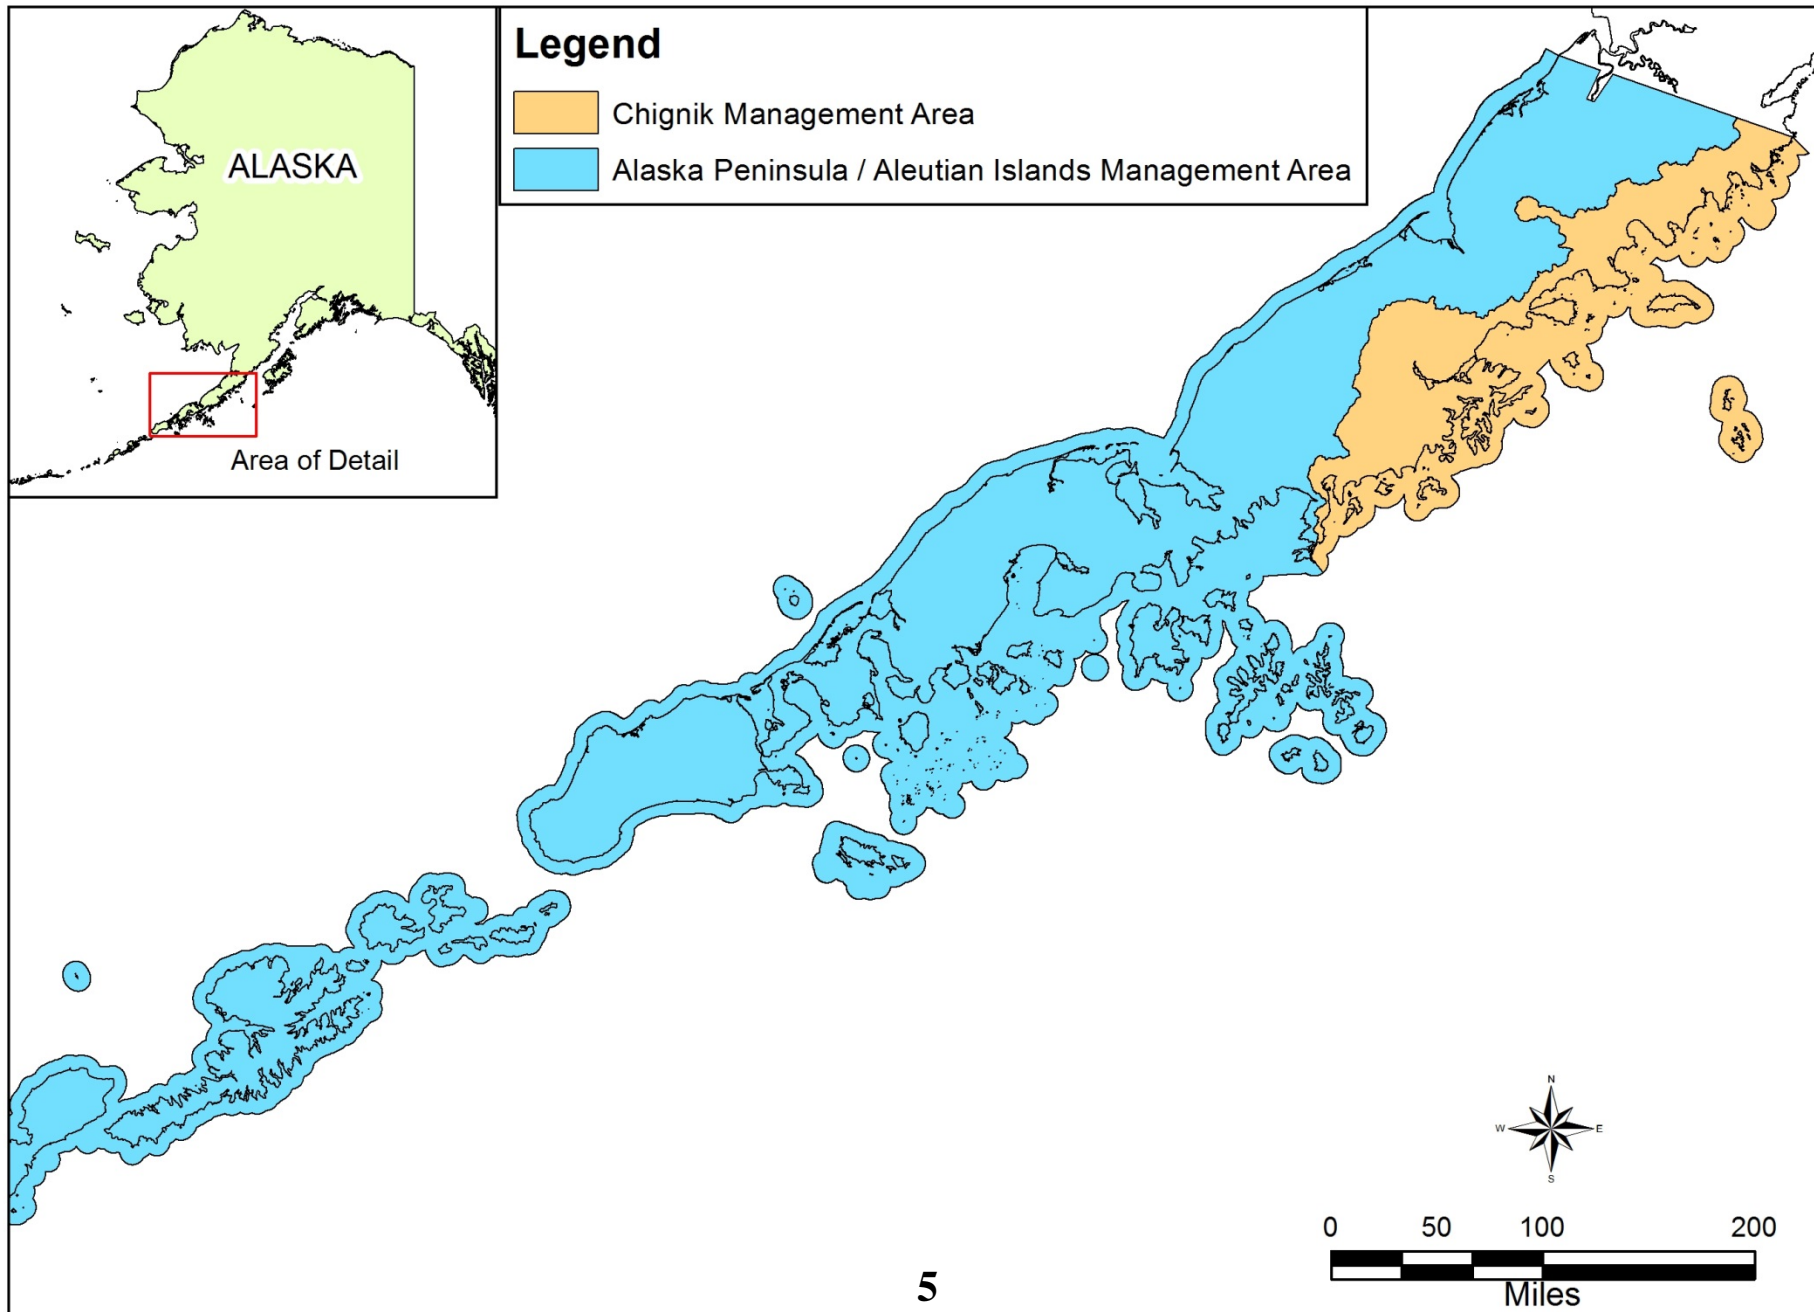 Legend
Chignik Management Area
Alaska Peninsula / Aleutian Islands Management Area
ALASKA
Area of Detail
N
W E
S
0 50 100 200
Miles
5